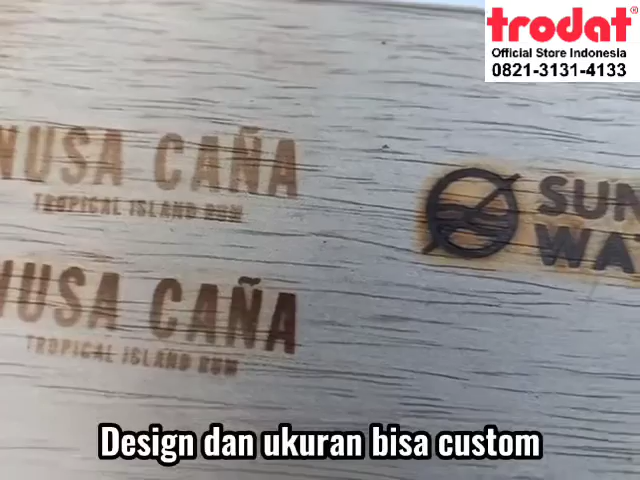 trodat®
Official Store Indonesia
0821-3131-4133
NUSA CAÑA
TROPICAL ISLAND RUM
SUN
WA
NUSA CAÑA
TROPICAL ISLAND RUM
Design dan ukuran bisa custom